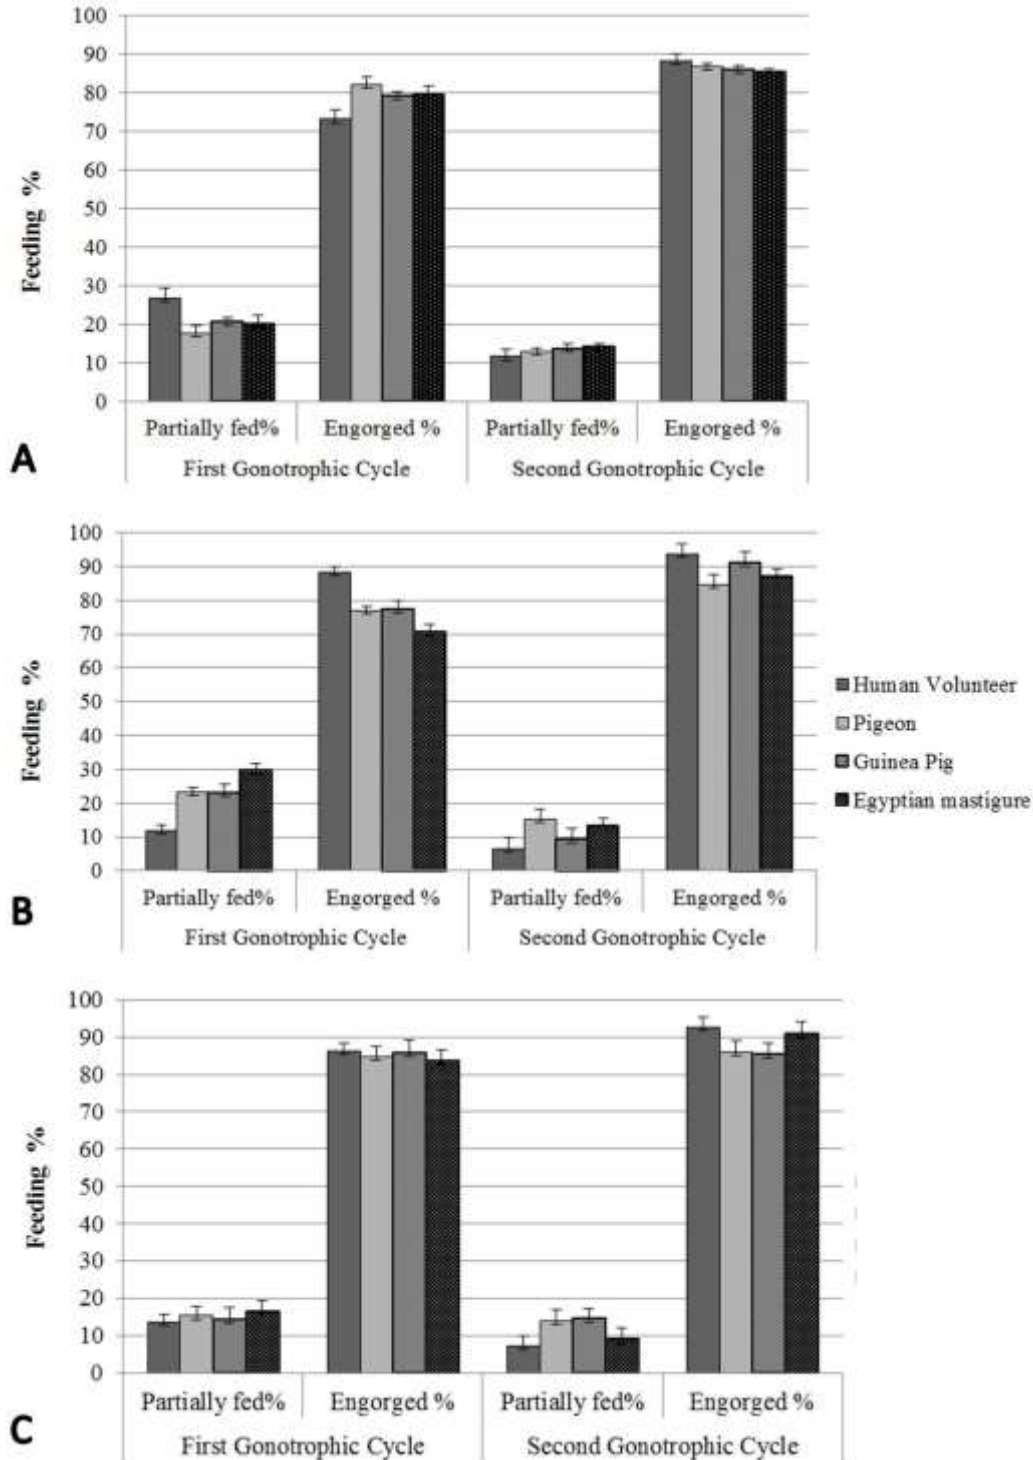 100
90
80
70
60
50
40
30
20
10
0
Feeding %
Partially fed% Engorged % Partially fed% Engorged %
First Gonotrophic Cycle Second Gonotrophic Cycle
A
100
90
80
70
60
50
40
30
20
10
0
Feeding %
Partially fed% Engorged % Partially fed% Engorged %
First Gonotrophic Cycle Second Gonotrophic Cycle
B
Human Volunteer
Pigeon
Guinea Pig
Egyptian mastigure
100
90
80
70
60
50
40
30
20
10
0
Feeding %
Partially fed% Engorged % Partially fed% Engorged %
First Gonotrophic Cycle Second Gonotrophic Cycle
C